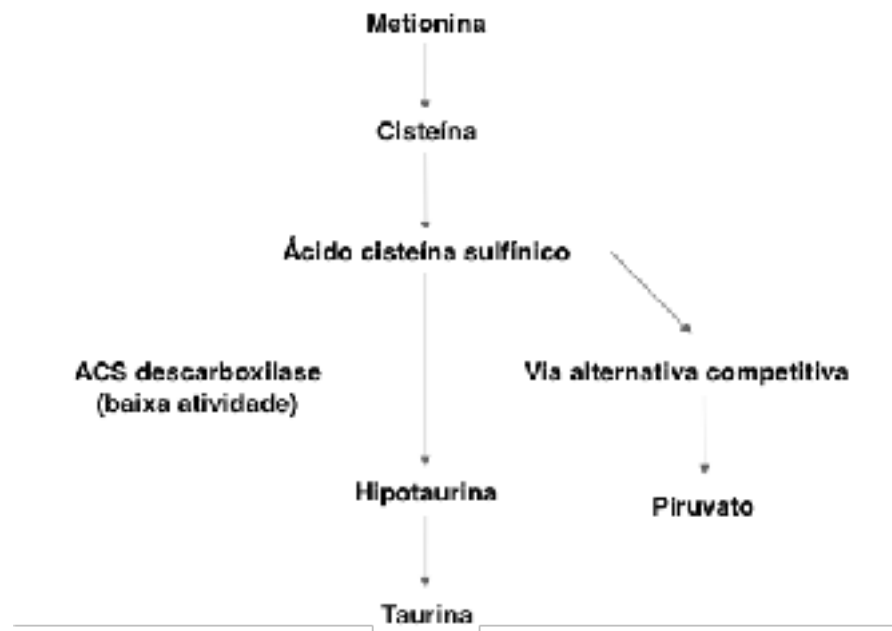 Metionina
Cisteína
Ácido cisteína sulfínico
ACS descarboxilase
(baixa atividade)
Via alternativa competitiva
Hipotaurina
Piruvato
Taurina